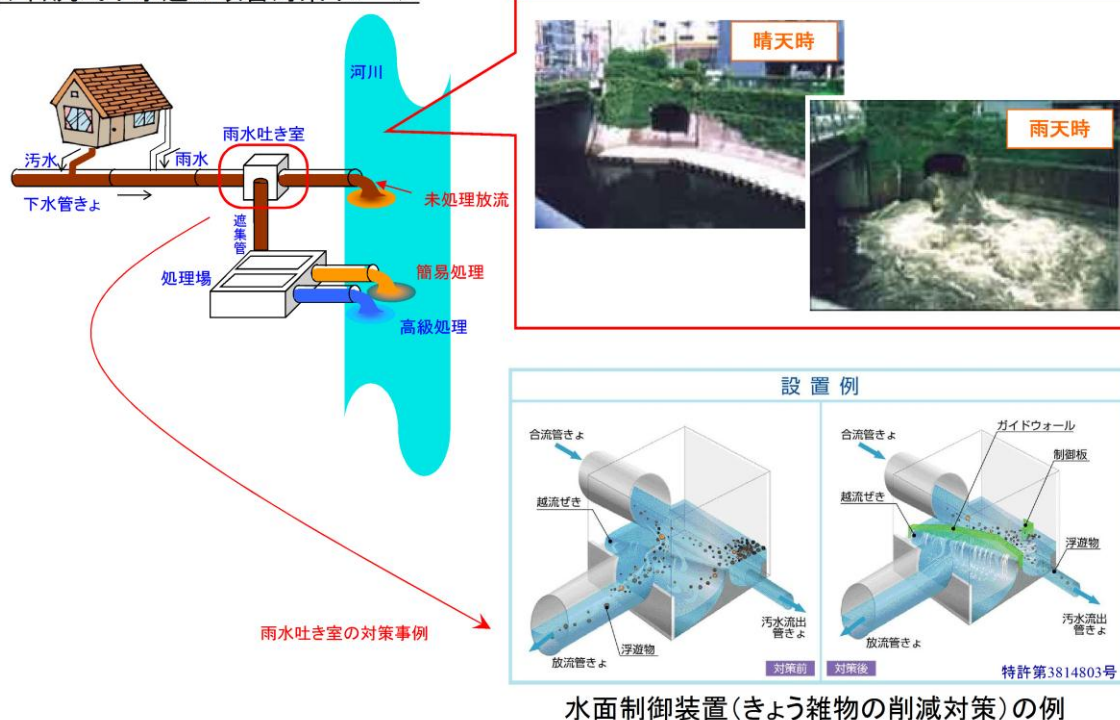 河川
雨水吐き室
汚水
雨水
下水管きょ
遮集管
未処理放流
処理場
簡易処理
高級処理
晴天時
雨天時
雨水吐き室の対策事例
設置例
合流管きょ
越流ぜき
浮遊物
放流管きょ
汚水流出
管きょ
対策前
合流管きょ
ガイドウォール
制御板
越流ぜき
浮遊物
汚水流出
管きょ
放流管きょ
対策後
特許第3814803号
水面制御装置(きょう雑物の削減対策)の例